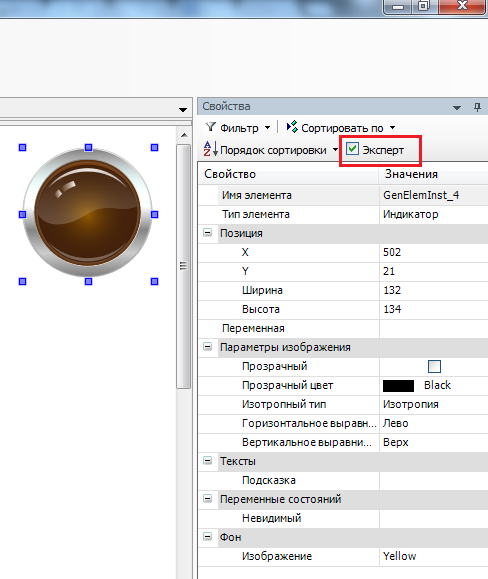 Свойства
Фильтр Сортировать по
Порядок сортировки Эксперт
Свойство Значения
Имя элемента GenElemInst_4
Тип элемента Индикатор
Позиция
X 502
Y 21
Ширина 132
Высота 134
Переменная
Параметры изображения
Прозрачный
Прозрачный цвет Black
Изотропный тип Изотропия
Горизонтальное выравн... Лево
Вертикальное выравни... Верх
Тексты
Подсказка
Переменные состояний
Невидимый
Фон
Изображение Yellow